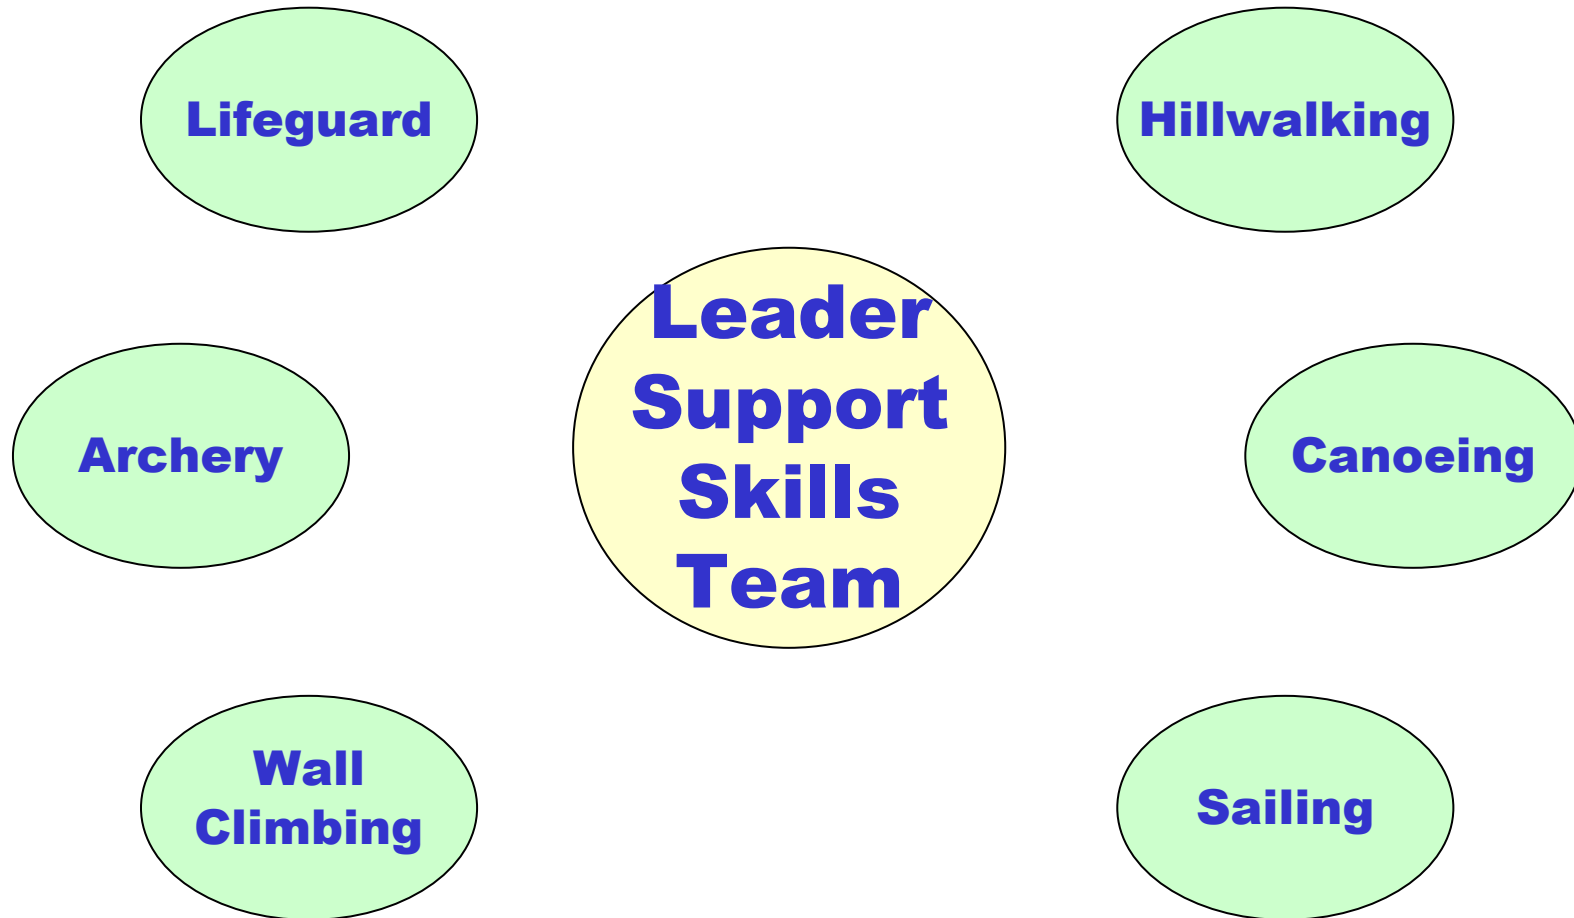 Lifeguard
Hillwalking
Leader
Support
Skills
Team
Archery
Canoeing
Wall
Climbing
Sailing